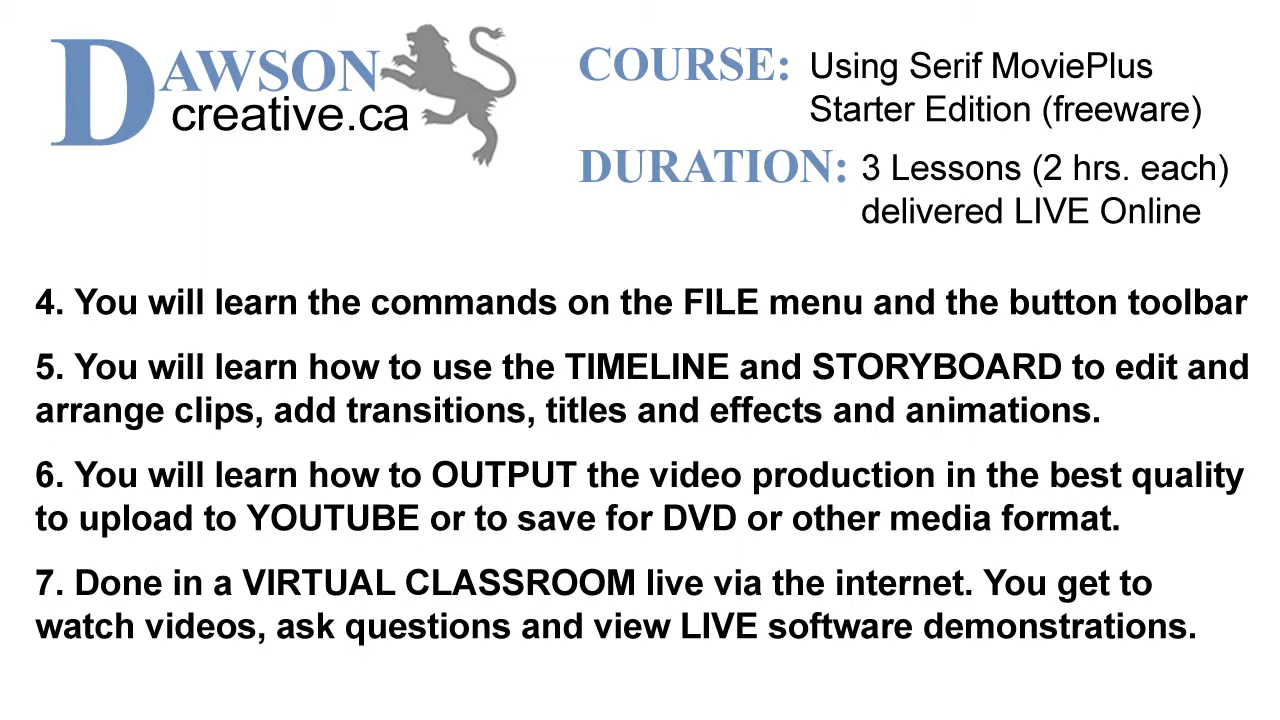 DAWSON
creative.ca
COURSE: Using Serif MoviePlus
Starter Edition (freeware)
DURATION: 3 Lessons (2 hrs. each)
delivered LIVE Online
4. You will learn the commands on the FILE menu and the button toolbar
5. You will learn how to use the TIMELINE and STORYBOARD to edit and
arrange clips, add transitions, titles and effects and animations.
6. You will learn how to OUTPUT the video production in the best quality
to upload to YOUTUBE or to save for DVD or other media format.
7. Done in a VIRTUAL CLASSROOM live via the internet. You get to
watch videos, ask questions and view LIVE software demonstrations.